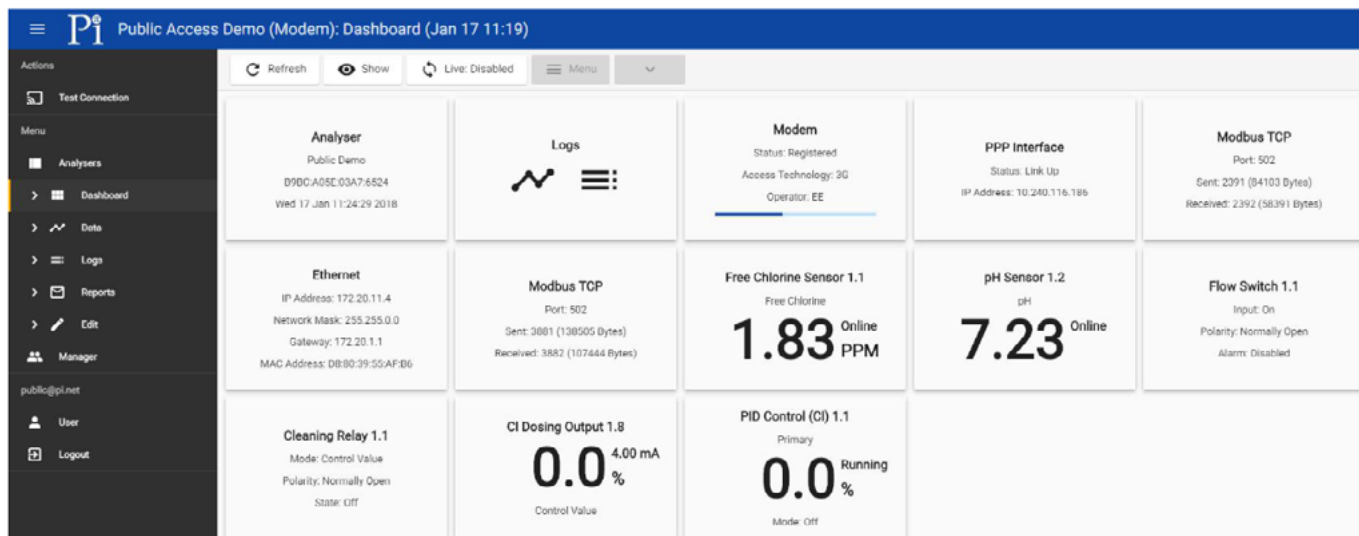 Pi Public Access Demo (Modem): Dashboard (Jan 17 11:19)
Actions
Test Connection
Menu
Analysers
Dashboard
Data
Logs
Reports
Edit
Manager
public@pi.net
User
Logout
Refresh Show Live: Disabled Menu
Analyser
Public Demo
D9BC:A05E:03A7:6524
Wed 17 Jan 11:24:29 2018
Logs
Modem
Status: Registered
Access Technology: 3G
Operator: EE
PPP Interface
Status: Link Up
IP Address: 10.240.116.186
Modbus TCP
Port: 502
Sent: 2391 (84103 Bytes)
Received: 2392 (58391 Bytes)
Ethernet
IP Address: 172.20.11.4
Network Mask: 255.255.0.0
Gateway: 172.20.1.1
MAC Address: D8:80:39:55:AF:B6
Modbus TCP
Port: 502
Sent: 3881 (138505 Bytes)
Received: 3882 (107444 Bytes)
Free Chlorine Sensor 1.1
Free Chlorine
1.83 Online PPM
pH Sensor 1.2
pH
7.23 Online
Flow Switch 1.1
Input: On
Polarity: Normally Open
Alarm: Disabled
Cleaning Relay 1.1
Mode: Control Value
Polarity: Normally Open
State: Off
Cl Dosing Output 1.8
0.0 4.00 mA %
Control Value
PID Control (Cl) 1.1
Primary
0.0 Running %
Mode: Off